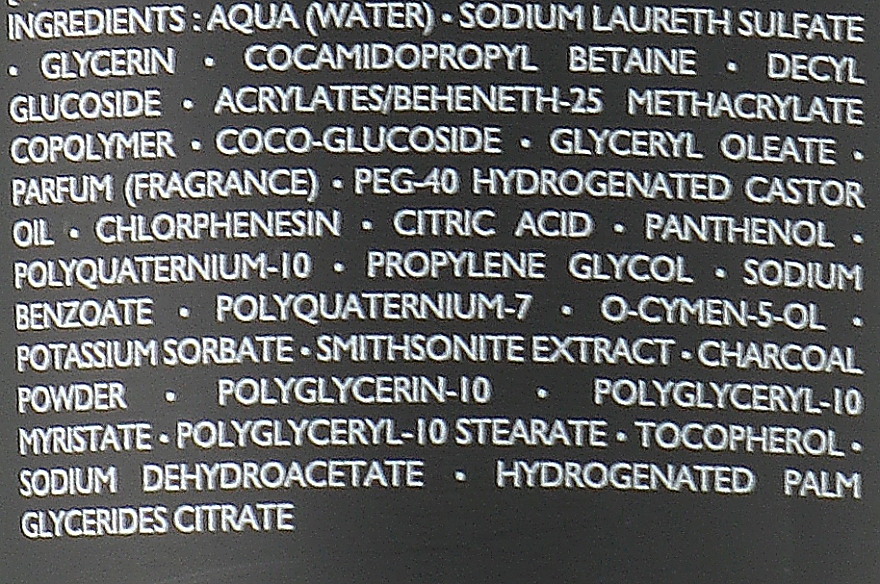 INGREDIENTS : AQUA (WATER) • SODIUM LAURETH SULFATE
• GLYCERIN • COCAMIDOPROPYL BETAINE • DECYL
GLUCOSIDE • ACRYLATES/BEHENETH-25 METHACRYLATE
COPOLYMER • COCO-GLUCOSIDE • GLYCERYL OLEATE •
PARFUM (FRAGRANCE) • PEG-40 HYDROGENATED CASTOR
OIL • CHLORPHENESIN • CITRIC ACID • PANTHENOL •
POLYQUATERNIUM-10 • PROPYLENE GLYCOL • SODIUM
BENZOATE • POLYQUATERNIUM-7 • O-CYMEN-5-OL •
POTASSIUM SORBATE • SMITHSONITE EXTRACT • CHARCOAL
POWDER • POLYGLYCERIN-10 • POLYGLYCERYL-10
MYRISTATE • POLYGLYCERYL-10 STEARATE • TOCOPHEROL •
SODIUM DEHYDROACETATE • HYDROGENATED PALM
GLYCERIDES CITRATE